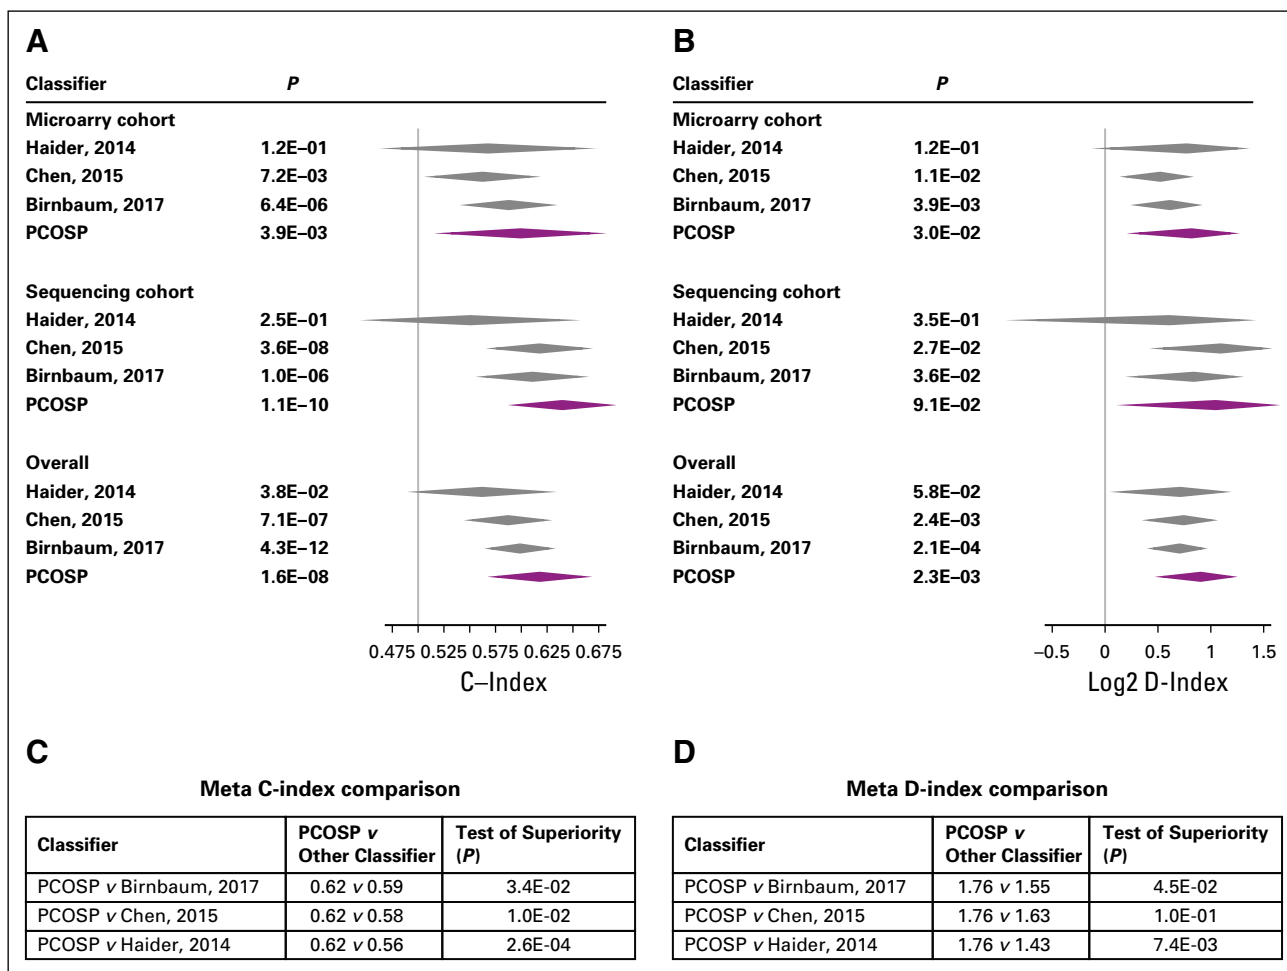 A
Classifier P
Microarry cohort
Haider, 2014 1.2E–01
Chen, 2015 7.2E–03
Birnbaum, 2017 6.4E–06
PCOSP 3.9E–03
Sequencing cohort
Haider, 2014 2.5E–01
Chen, 2015 3.6E–08
Birnbaum, 2017 1.0E–06
PCOSP 1.1E–10
Overall
Haider, 2014 3.8E–02
Chen, 2015 7.1E–07
Birnbaum, 2017 4.3E–12
PCOSP 1.6E–08
0.475 0.525 0.575 0.625 0.675
C–Index
B
Classifier P
Microarry cohort
Haider, 2014 1.2E–01
Chen, 2015 1.1E–02
Birnbaum, 2017 3.9E–03
PCOSP 3.0E–02
Sequencing cohort
Haider, 2014 3.5E–01
Chen, 2015 2.7E–02
Birnbaum, 2017 3.6E–02
PCOSP 9.1E–02
Overall
Haider, 2014 5.8E–02
Chen, 2015 2.4E–03
Birnbaum, 2017 2.1E–04
PCOSP 2.3E–03
–0.5 0 0.5 1 1.5
Log2 D-Index
C
Meta C-index comparison
Classifier PCOSP v Other Classifier Test of Superiority (P)
PCOSP v Birnbaum, 2017 0.62 v 0.59 3.4E-02
PCOSP v Chen, 2015 0.62 v 0.58 1.0E-02
PCOSP v Haider, 2014 0.62 v 0.56 2.6E-04
D
Meta D-index comparison
Classifier PCOSP v Other Classifier Test of Superiority (P)
PCOSP v Birnbaum, 2017 1.76 v 1.55 4.5E-02
PCOSP v Chen, 2015 1.76 v 1.63 1.0E-01
PCOSP v Haider, 2014 1.76 v 1.43 7.4E-03